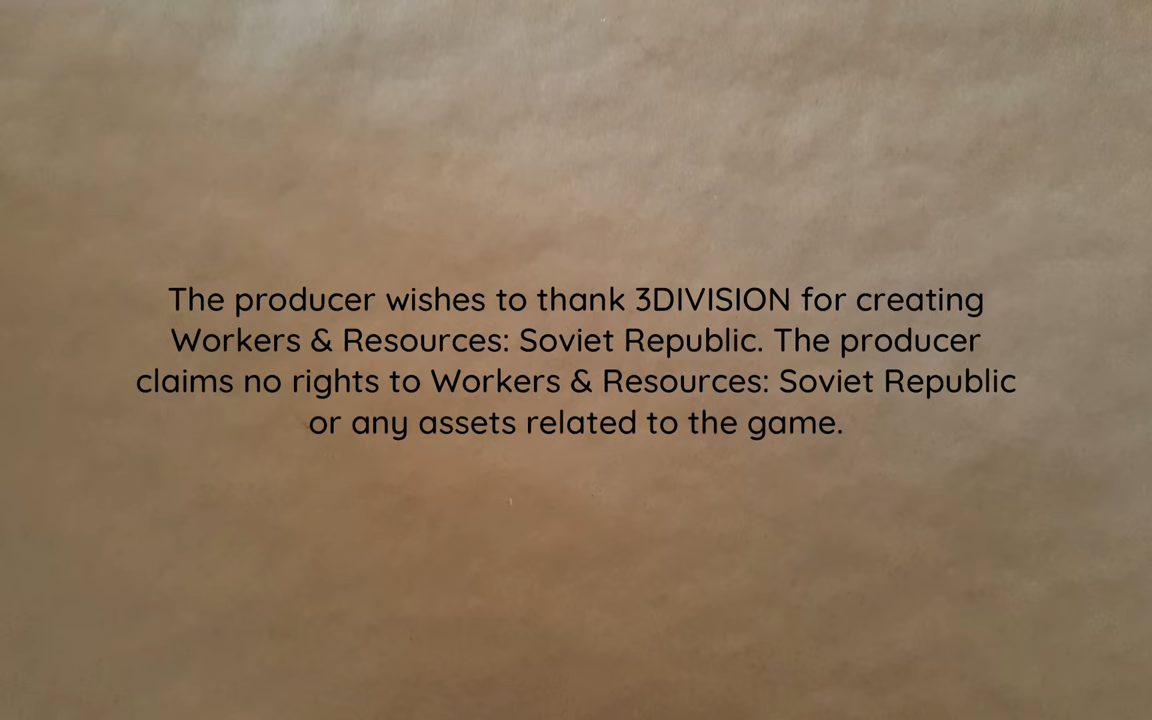 The producer wishes to thank 3DIVISION for creating
Workers & Resources: Soviet Republic. The producer
claims no rights to Workers & Resources: Soviet Republic
or any assets related to the game.